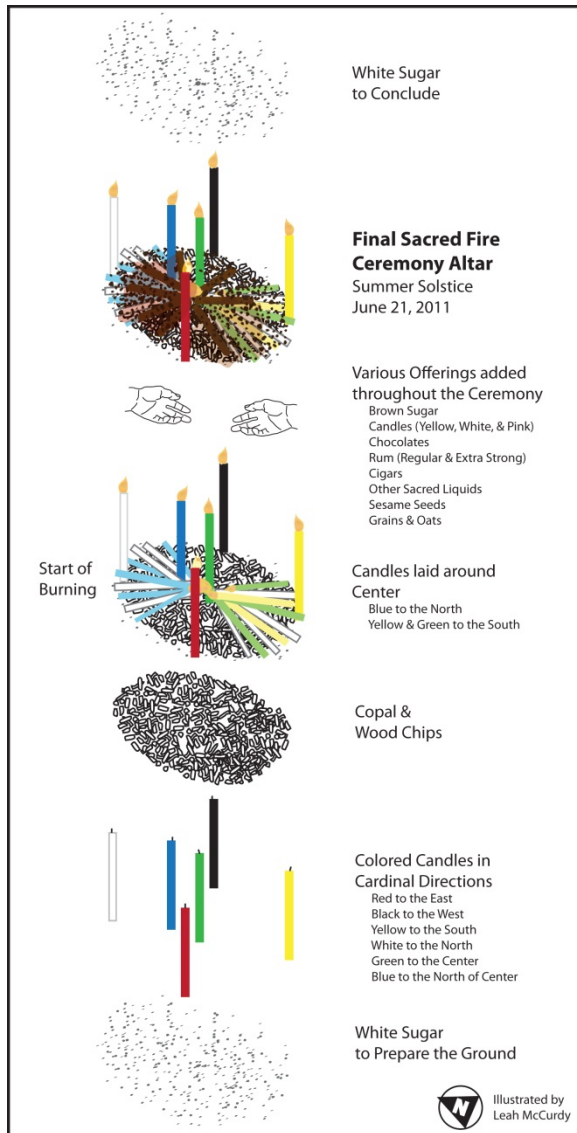 White Sugar
to Conclude
Final Sacred Fire
Ceremony Altar
Summer Solstice
June 21, 2011
Various Offerings added
throughout the Ceremony
Brown Sugar
Candles (Yellow, White, & Pink)
Chocolates
Rum (Regular & Extra Strong)
Cigars
Other Sacred Liquids
Sesame Seeds
Grains & Oats
Start of
Burning
Candles laid around
Center
Blue to the North
Yellow & Green to the South
Copal &
Wood Chips
Colored Candles in
Cardinal Directions
Red to the East
Black to the West
Yellow to the South
White to the North
Green to the Center
Blue to the North of Center
White Sugar
to Prepare the Ground
N
Illustrated by
Leah McCurdy